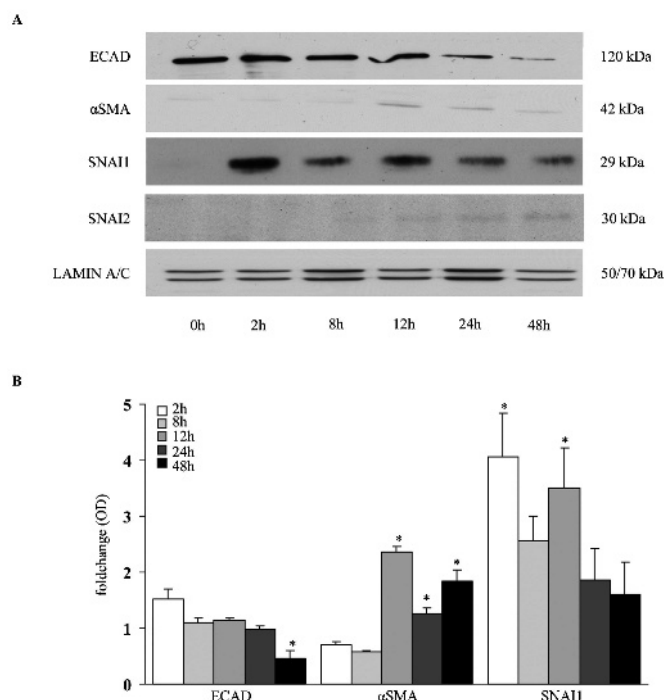 A
ECAD 120 kDa
αSMA 42 kDa
SNAI1 29 kDa
SNAI2 30 kDa
LAMIN A/C 50/70 kDa
0h 2h 8h 12h 24h 48h
B
5
4
3
2
1
0
foldchange (OD)
2h
8h
12h
24h
48h
* * * * * *
ECAD αSMA SNAI1